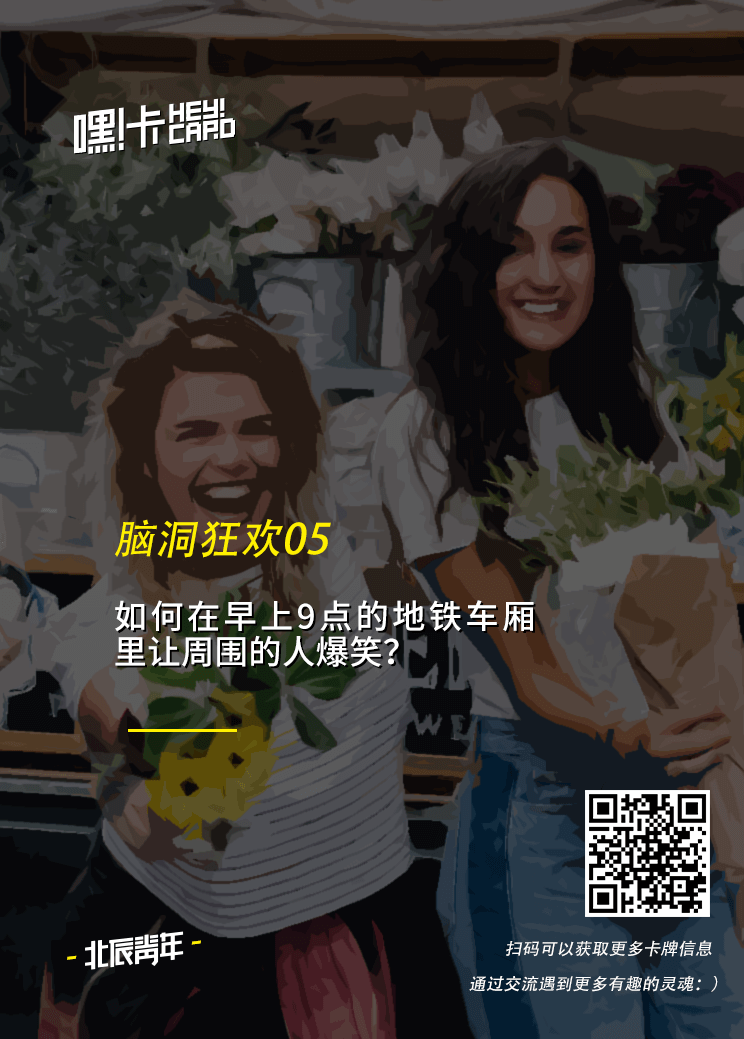 嘿!卡
脑洞狂欢05
如何在早上9点的地铁车厢
里让周围的人爆笑?
WE
- 北辰青年 -
扫码可以获取更多卡牌信息
通过交流遇到更多有趣的灵魂：）